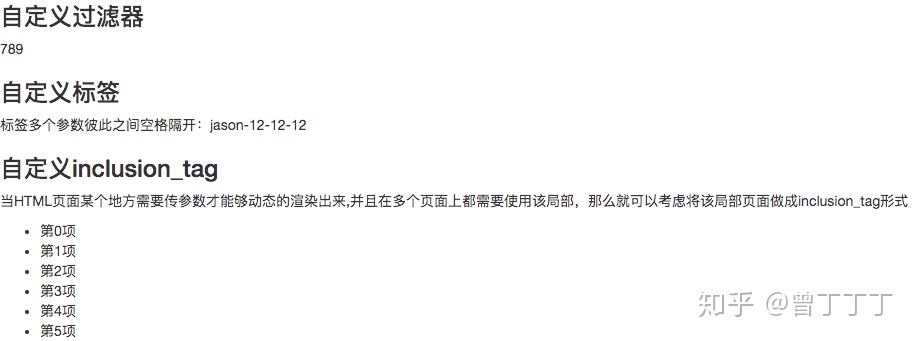 自定义过滤器
789
自定义标签
标签多个参数彼此之间空格隔开：jason-12-12-12
自定义inclusion_tag
当HTML页面某个地方需要传参数才能够动态的渲染出来,并且在多个页面上都需要使用该局部，那么就可以考虑将该局部页面做成inclusion_tag形式
• 第0项
• 第1项
• 第2项
• 第3项
• 第4项
• 第5项
知乎 @曾丁丁丁